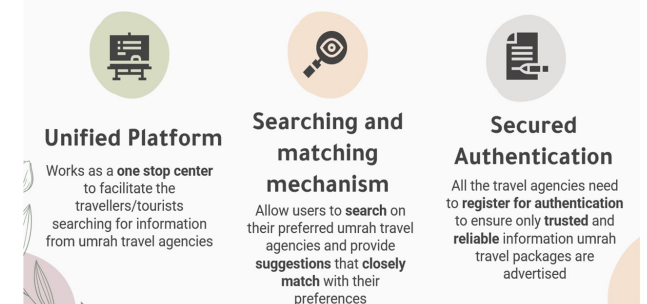 Unified Platform
Works as a one stop center
to facilitate the
travellers/tourists
searching for information
from umrah travel agencies
Searching and
matching
mechanism
Allow users to search on
their preferred umrah travel
agencies and provide
suggestions that closely
match with their
preferences
Secured
Authentication
All the travel agencies need
to register for authentication
to ensure only trusted and
reliable information umrah
travel packages are
advertised